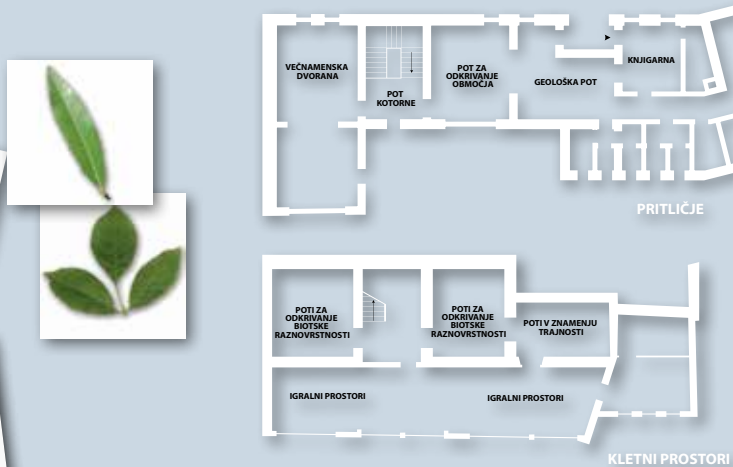 VEČNAMENSKA
DVORANA
POT
KOTORNE
POT ZA
ODKRIVANJE
OBMOČJA
GEOLOŠKA POT
KNJIGARNA
PRITLIČJE
POTI ZA
ODKRIVANJE
BIOTSKE
RAZNOVRSTNOSTI
POTI ZA
ODKRIVANJE
BIOTSKE
RAZNOVRSTNOSTI
POTI V ZNAMENJU
TRAJNOSTI
IGRALNI PROSTORI
IGRALNI PROSTORI
KLETNI PROSTORI